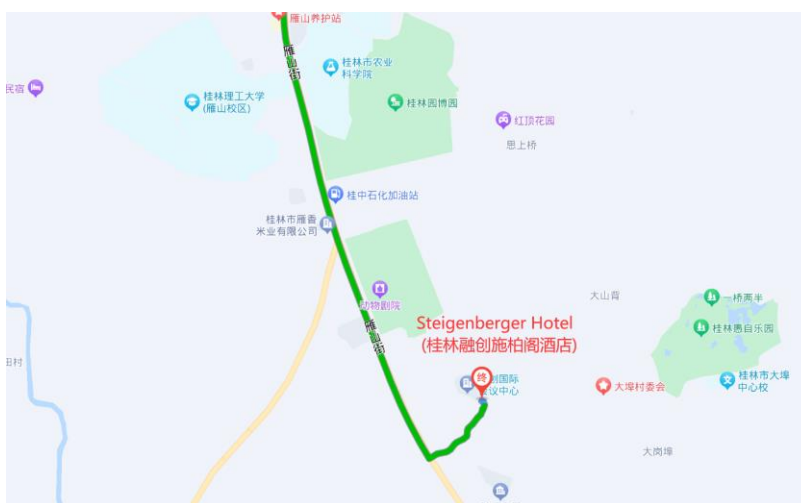 雁山养护站
雁山街
桂林市农业
科学院
民宿
桂林理工大学
(雁山校区)
桂林园博园
红顶花园
思上桥
桂中石化加油站
桂林市雁香
米业有限公司
动物剧院
大山背
一桥两半
Steigenberger Hotel
(桂林融创施柏阁酒店)
桂林愚自乐园
雁山街
田村
终
创国际
议中心
大埠村委会
桂林市大埠
中心校
大岗埠